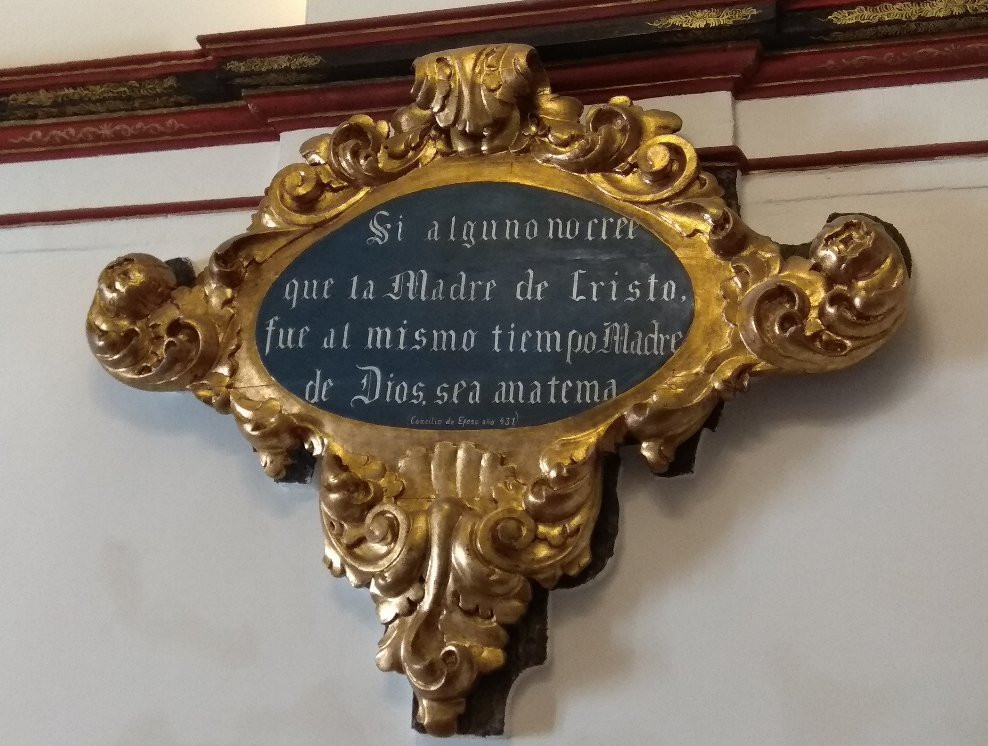 Si alguno no cree
que la Madre de Cristo,
fue al mismo tiempo Madre
de Dios, sea anatema
Concilio de Efeso año 431)